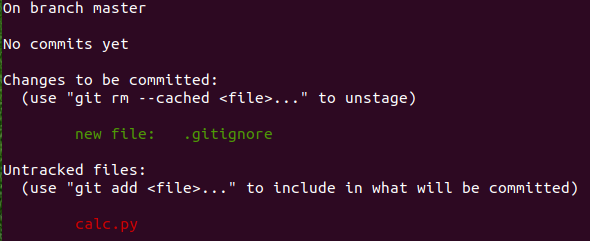 On branch master
No commits yet
Changes to be committed:
(use "git rm --cached <file>..." to unstage)
new file: .gitignore
Untracked files:
(use "git add <file>..." to include in what will be committed)
calc.py